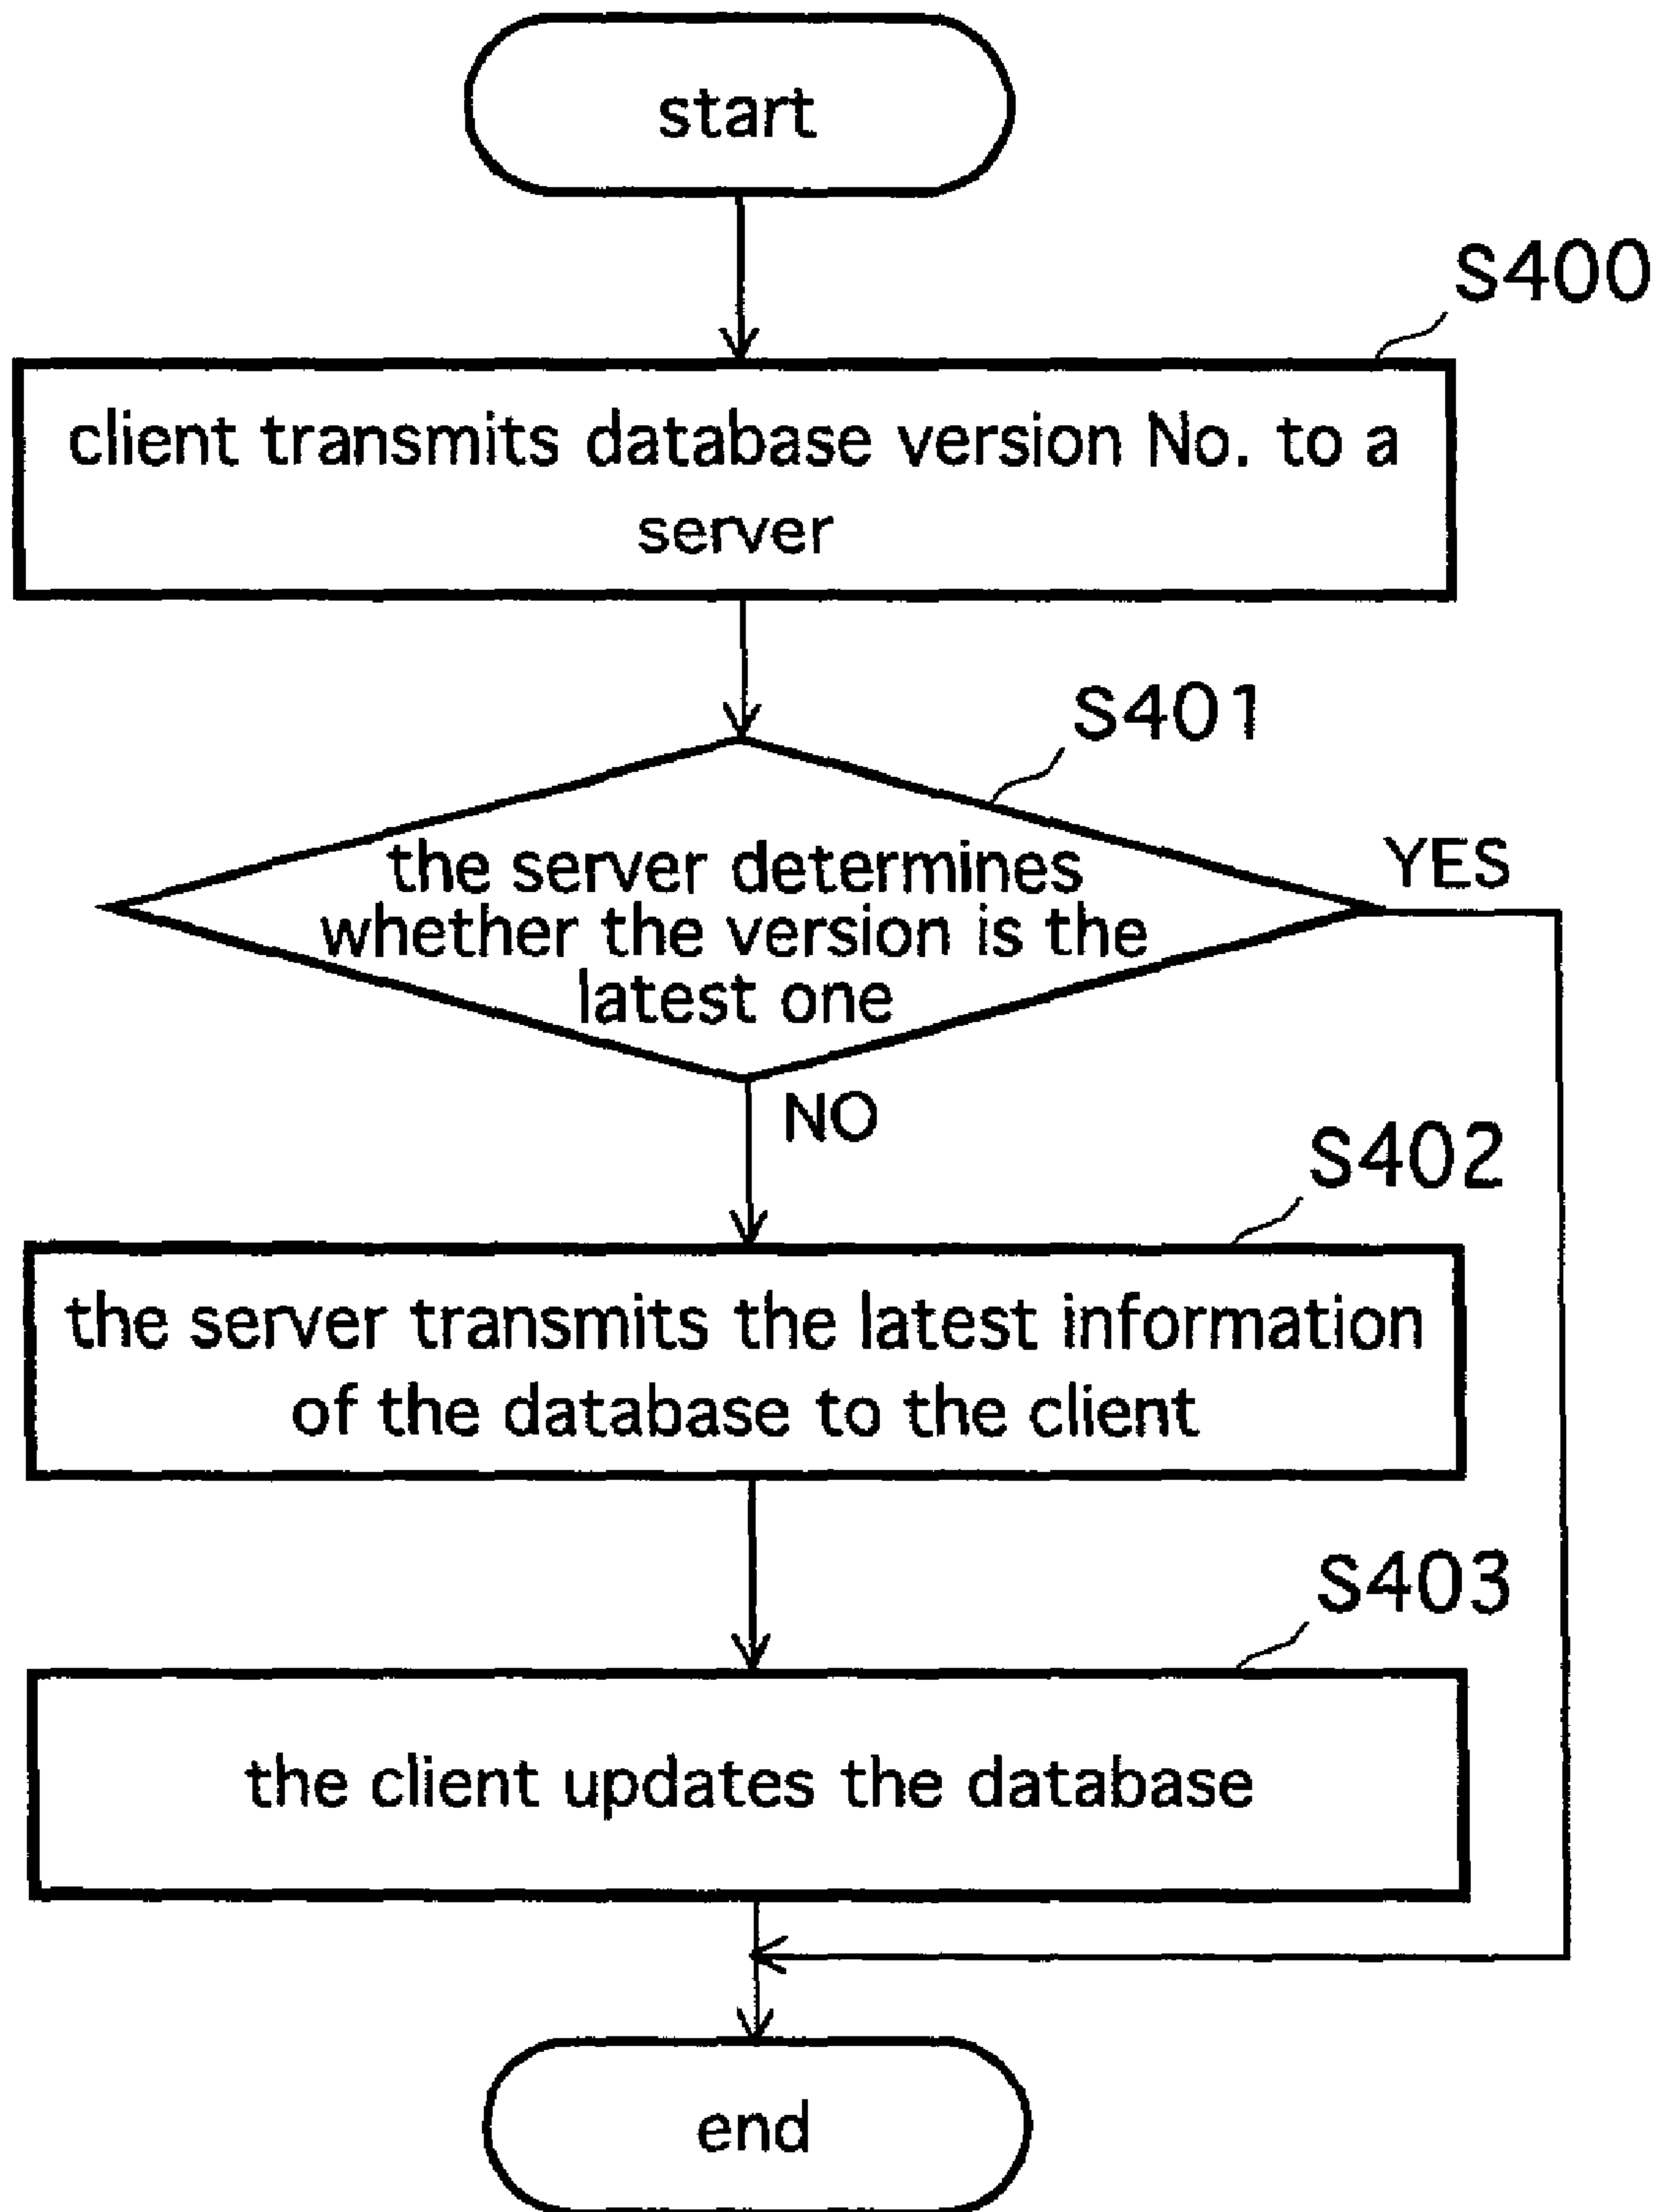 start
S400
client transmits database version No. to a
server
S401
the server determines
whether the version is the
latest one
YES
NO
S402
the server transmits the latest information
of the database to the client
S403
the client updates the database
end